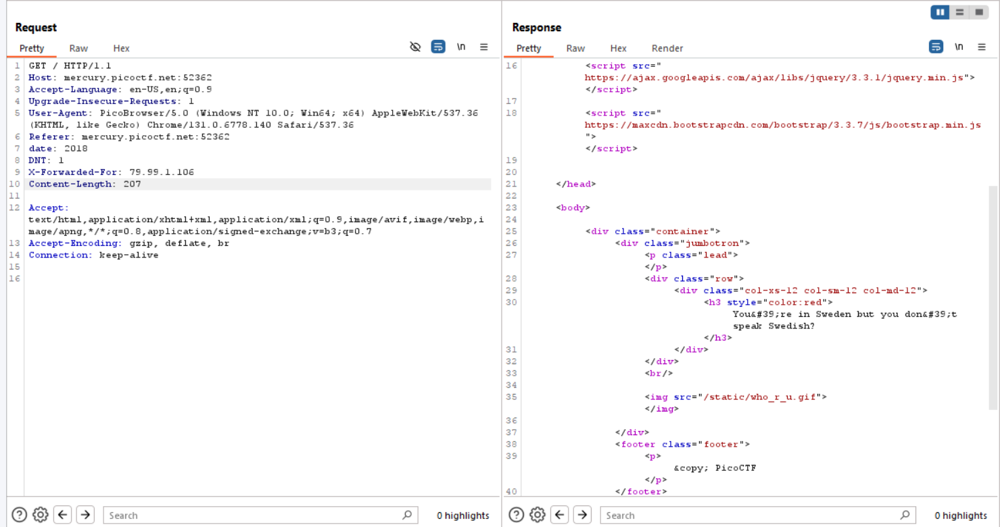 Request
Pretty Raw Hex \n
1 GET / HTTP/1.1
2 Host: mercury.picoctf.net:52362
3 Accept-Language: en-US,en;q=0.9
4 Upgrade-Insecure-Requests: 1
5 User-Agent: PicoBrowser/5.0 (Windows NT 10.0; Win64; x64) AppleWebKit/537.36
(KHTML, like Gecko) Chrome/131.0.6778.140 Safari/537.36
6 Referer: mercury.picoctf.net:52362
7 date: 2018
8 DNT: 1
9 X-Forwarded-For: 79.99.1.106
10 Content-Length: 207
11
12 Accept:
text/html,application/xhtml+xml,application/xml;q=0.9,image/avif,image/webp,i
mage/apng,*/*;q=0.8,application/signed-exchange;v=b3;q=0.7
13 Accept-Encoding: gzip, deflate, br
14 Connection: keep-alive
15
16
Search
0 highlights
Response
Pretty Raw Hex Render \n
16 <script src="
https://ajax.googleapis.com/ajax/libs/jquery/3.3.1/jquery.min.js">
</script>
17
18 <script src="
https://maxcdn.bootstrapcdn.com/bootstrap/3.3.7/js/bootstrap.min.js
">
</script>
19
20
21 </head>
22
23 <body>
24
25 <div class="container">
26 <div class="jumbotron">
27 <p class="lead">
</p>
28 <div class="row">
29 <div class="col-xs-12 col-sm-12 col-md-12">
30 <h3 style="color:red">
You&#39;re in Sweden but you don&#39;t
speak Swedish?
</h3>
31 </div>
32 </div>
33 <br/>
34
35 <img src="/static/who_r_u.gif">
</img>
36
37 </div>
38 <footer class="footer">
39 <p>
&copy; PicoCTF
</p>
40 </footer>
Search
0 highlights